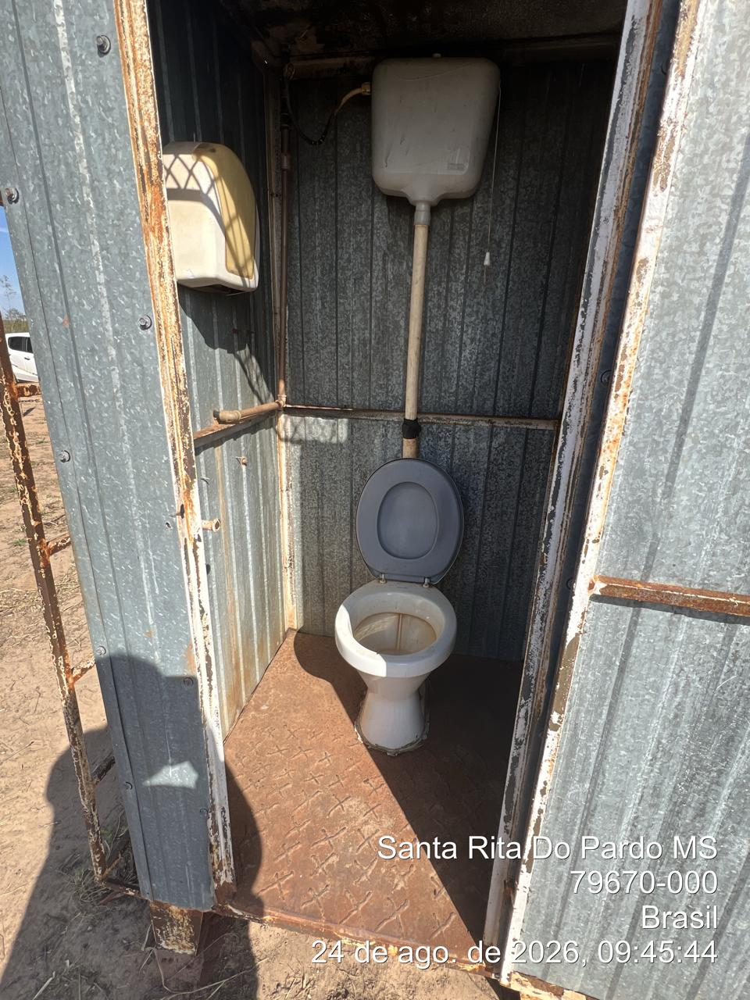 Santa Rita Do Pardo MS
79670-000
Brasil
24 de ago. de 2026, 09:45:44